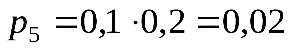 p₅ =0,1 ·0,2 =0,02